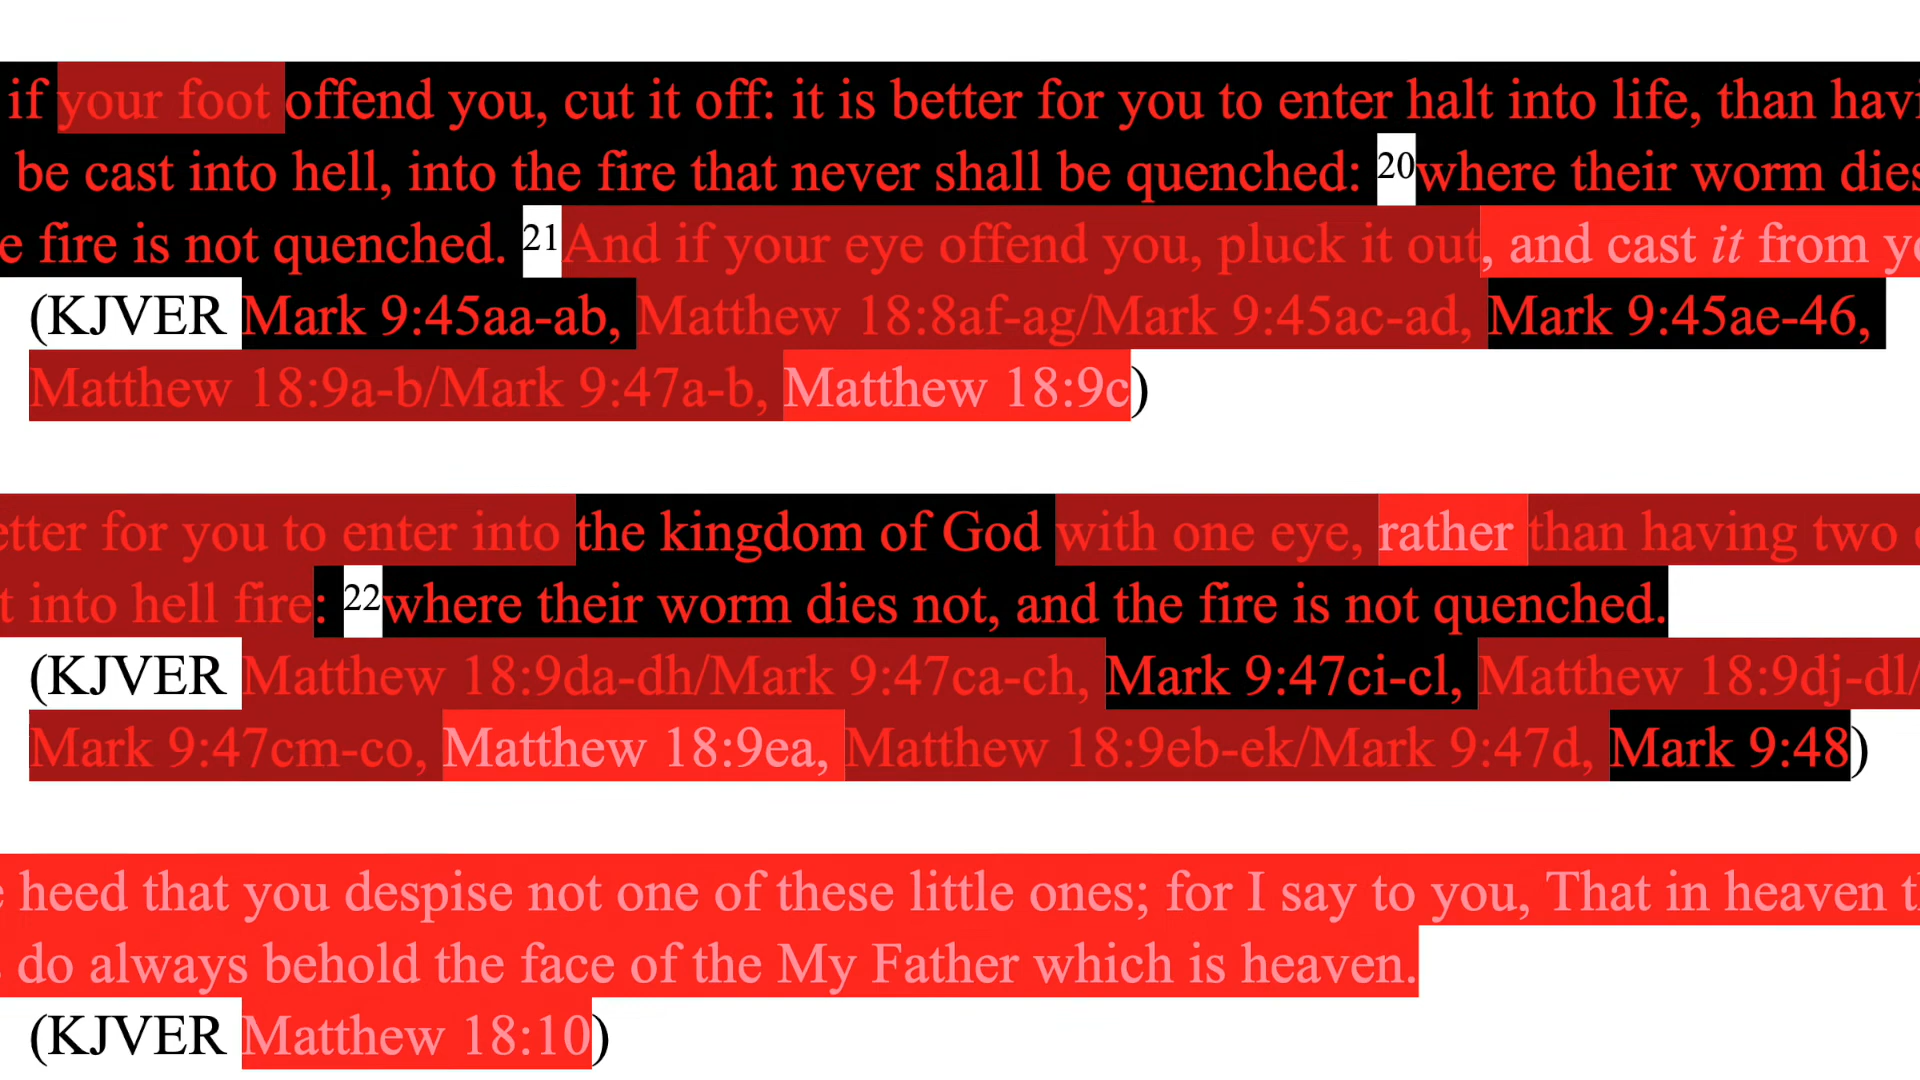 if your foot offend you, cut it off: it is better for you to enter halt into life, than
be cast into hell, into the fire that never shall be quenched: 20where their worm dies
fire is not quenched. 21And if your eye offend you, pluck it out, and cast it from
(KJVER Mark 9:45aa-ab, Matthew 18:8af-ag/Mark 9:45ac-ad, Mark 9:45ae-46,
Matthew 18:9a-b/Mark 9:47a-b, Matthew 18:9c)
for you to enter into the kingdom of God with one eye, rather than having two
into hell fire: 22where their worm dies not, and the fire is not quenched.
(KJVER Matthew 18:9da-dh/Mark 9:47ca-ch, Mark 9:47ci-cl, Matthew 18:9dj-dl/
Mark 9:47cm-co, Matthew 18:9ea, Matthew 18:9eb-ek/Mark 9:47d, Mark 9:48)
heed that you despise not one of these little ones; for I say to you, That in heaven
do always behold the face of the My Father which is heaven.
(KJVER Matthew 18:10)